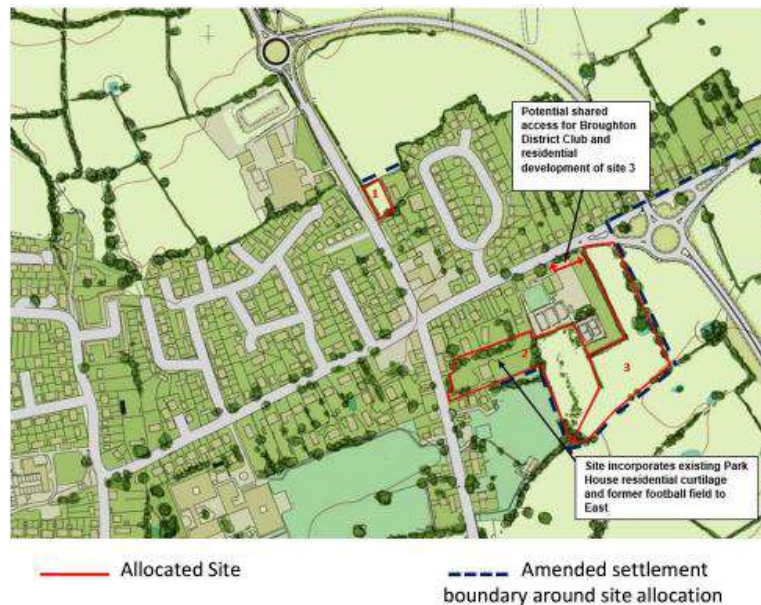 Potential shared
access for Broughton
District Club and
residential
development of site 3
1
2
3
Site incorporates existing Park
House residential curtilage
and former football field to
East
Allocated Site
Amended settlement
boundary around site allocation